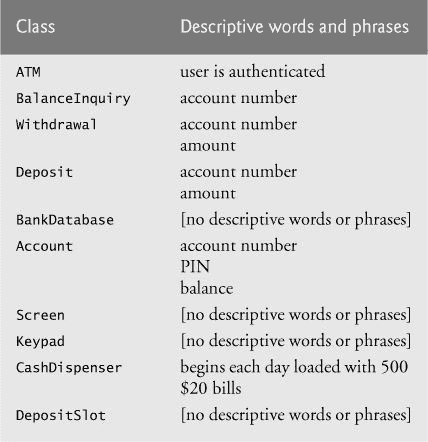 Class Descriptive words and phrases
ATM user is authenticated
BalanceInquiry account number
Withdrawal account number
amount
Deposit account number
amount
BankDatabase [no descriptive words or phrases]
Account account number
PIN
balance
Screen [no descriptive words or phrases]
Keypad [no descriptive words or phrases]
CashDispenser begins each day loaded with 500
$20 bills
DepositSlot [no descriptive words or phrases]